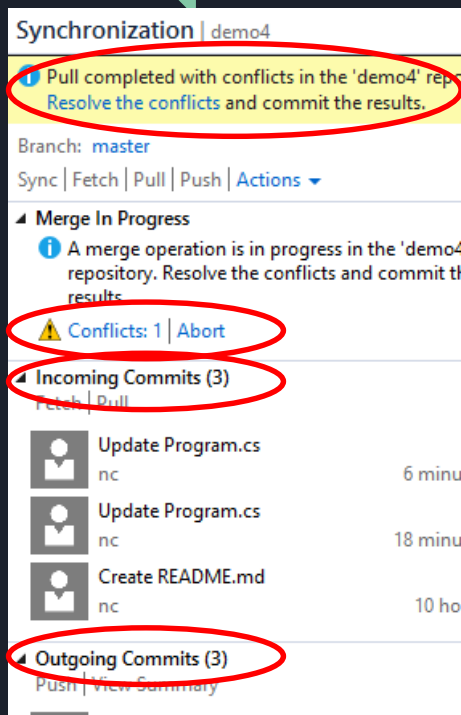 Synchronization | demo4
Pull completed with conflicts in the 'demo4' repo
Resolve the conflicts and commit the results.
Branch: master
Sync | Fetch | Pull | Push | Actions
Merge In Progress
A merge operation is in progress in the 'demo4
repository. Resolve the conflicts and commit th
results.
Conflicts: 1 | Abort
Incoming Commits (3)
Fetch | Pull
Update Program.cs
nc 6 minu
Update Program.cs
nc 18 minu
Create README.md
nc 10 ho
Outgoing Commits (3)
Push | View Summary